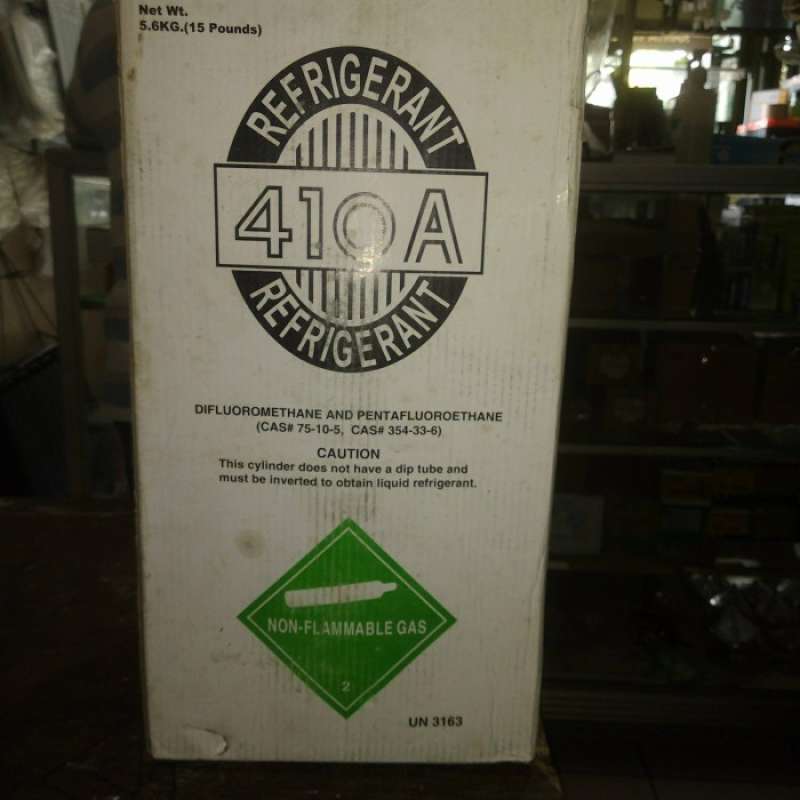 Net Wt.
5.6KG.(15 Pounds)
REFRIGERANT
410A
REFRIGERANT
DIFLUOROMETHANE AND PENTAFLUOROETHANE
(CAS# 75-10-5, CAS# 354-33-6)
CAUTION
This cylinder does not have a dip tube and
must be inverted to obtain liquid refrigerant.
NON-FLAMMABLE GAS
2
UN 3163